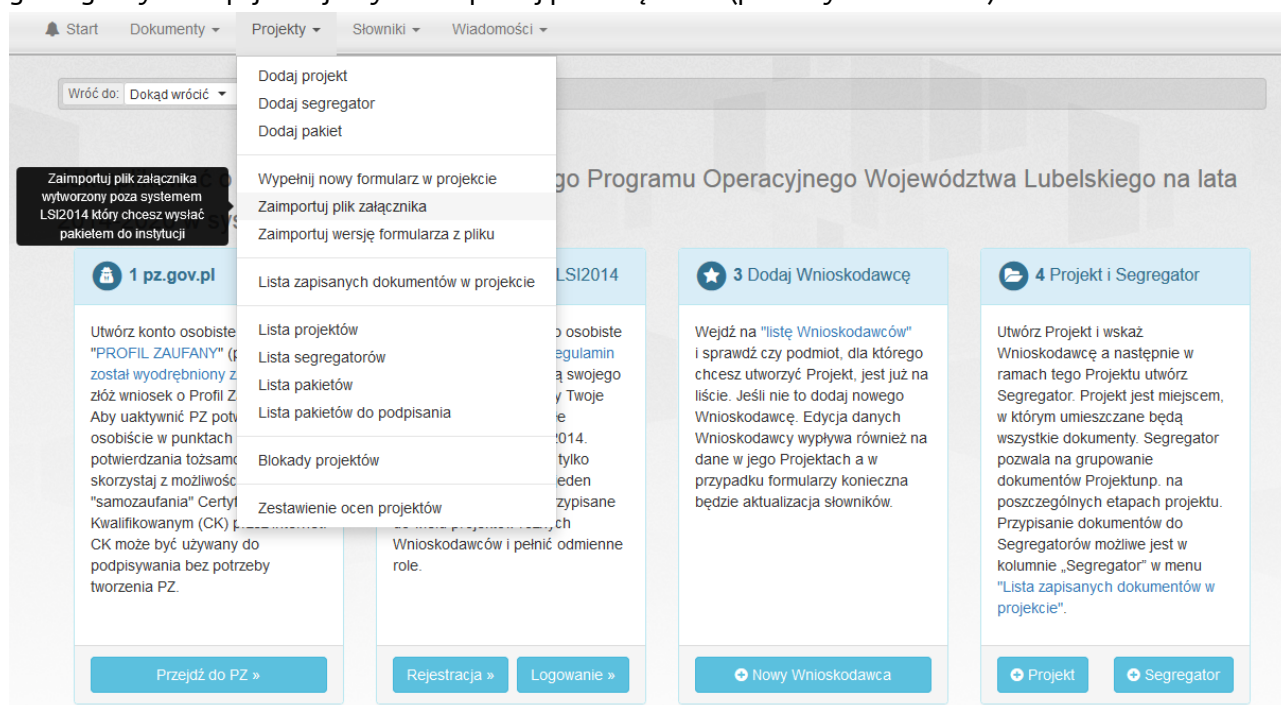 Start Dokumenty Projekty Słowniki Wiadomości
Wróć do: Dokąd wrócić
Dodaj projekt
Dodaj segregator
Dodaj pakiet
Wypełnij nowy formularz w projekcie
Zaimportuj plik załącznika
Zaimportuj wersję formularza z pliku
Lista zapisanych dokumentów w projekcie
Lista projektów
Lista segregatorów
Lista pakietów
Lista pakietów do podpisania
Blokady projektów
Zestawienie ocen projektów
Zaimportuj plik załącznika
wytworzony poza systemem
LSI2014 który chcesz wysłać
pakietem do instytucji
go Programu Operacyjnego Województwa Lubelskiego na lata
1 pz.gov.pl
Utwórz konto osobiste
"PROFIL ZAUFANY" (
został wyodrębniony z
złóż wniosek o Profil Z
Aby uaktywnić PZ potw
osobiście w punktach
potwierdzania tożsamo
skorzystaj z możliwośc
"samozaufania" Certyf
Kwalifikowanym (CK) przez internet.
CK może być używany do
podpisywania bez potrzeby
tworzenia PZ.
Przejdź do PZ »
LSI2014
o osobiste
egulamin
ą swojego
y Twoje
e
2014.
tylko
eden
zypisane
do wielu projektów różnych
Wnioskodawców i pełnić odmienne
role.
Rejestracja » Logowanie »
3 Dodaj Wnioskodawcę
Wejdź na "listę Wnioskodawców"
i sprawdź czy podmiot, dla którego
chcesz utworzyć Projekt, jest już na
liście. Jeśli nie to dodaj nowego
Wnioskodawcę. Edycja danych
Wnioskodawcy wypływa również na
dane w jego Projektach a w
przypadku formularzy konieczna
będzie aktualizacja słowników.
Nowy Wnioskodawca
4 Projekt i Segregator
Utwórz Projekt i wskaż
Wnioskodawcę a następnie w
ramach tego Projektu utwórz
Segregator. Projekt jest miejscem,
w którym umieszczane będą
wszystkie dokumenty. Segregator
pozwala na grupowanie
dokumentów Projektunp. na
poszczególnych etapach projektu.
Przypisanie dokumentów do
Segregatorów możliwe jest w
kolumnie „Segregator" w menu
"Lista zapisanych dokumentów w
projekcie".
Projekt Segregator